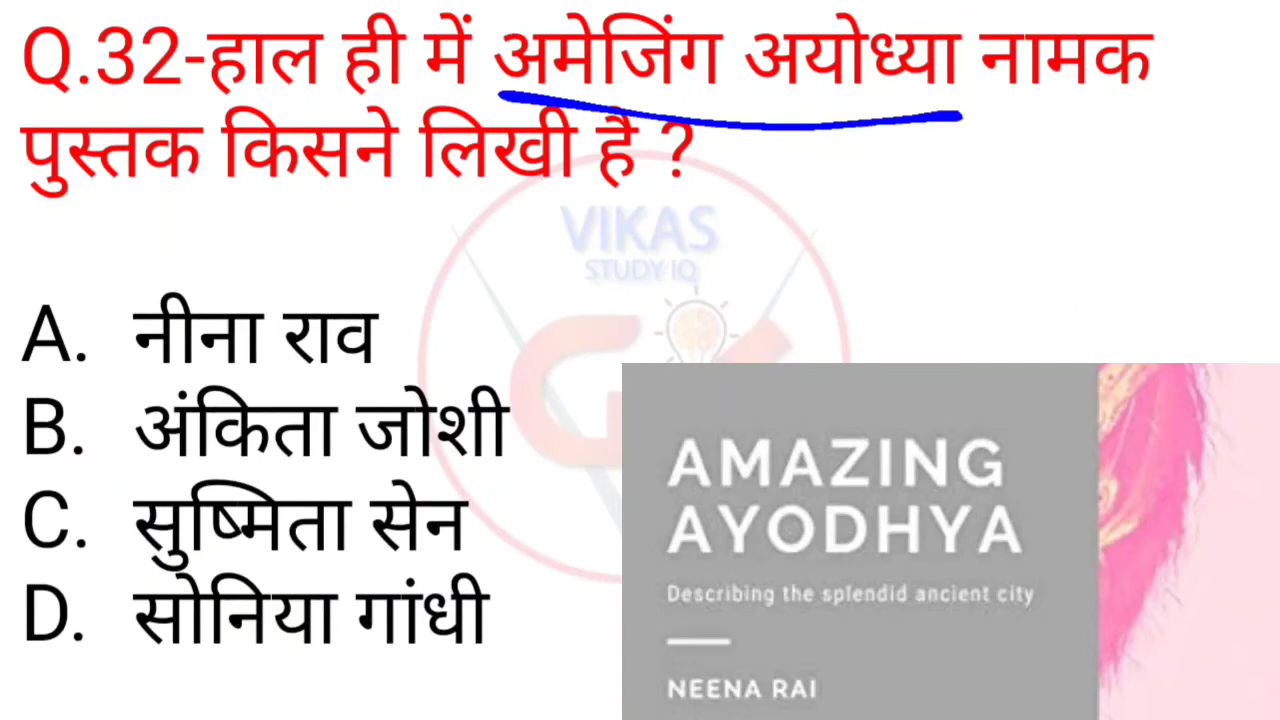 Q.32-हाल ही में अमेजिंग अयोध्या नामक
पुस्तक किसने लिखी है ?
VIKAS
STUDY IQ
A. नीना राव
B. अंकिता जोशी
C. सुष्मिता सेन
D. सोनिया गांधी
AMAZING
AYODHYA
Describing the splendid ancient city
NEENA RAI